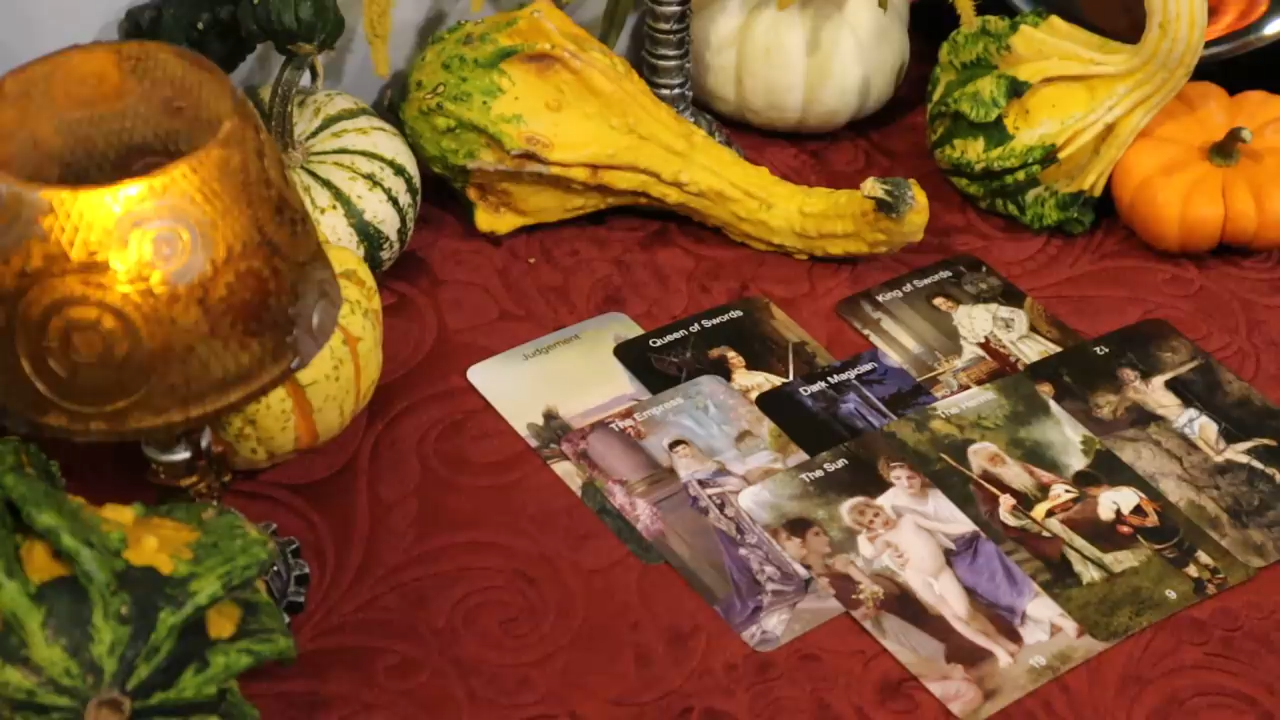 King of Swords
Queen of Swords
Judgement
12
Dark Magician
The Empress
The Hermit
The Sun
9
19